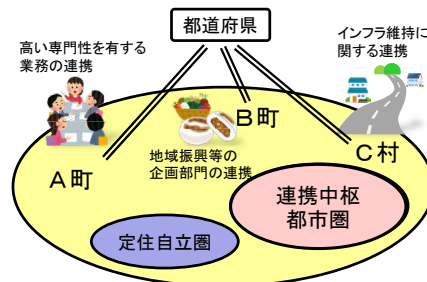 都道府県
高い専門性を有する
業務の連携
インフラ維持に
関する連携
B町
地域振興等の
企画部門の連携
A町
C村
連携中枢
都市圏
定住自立圏